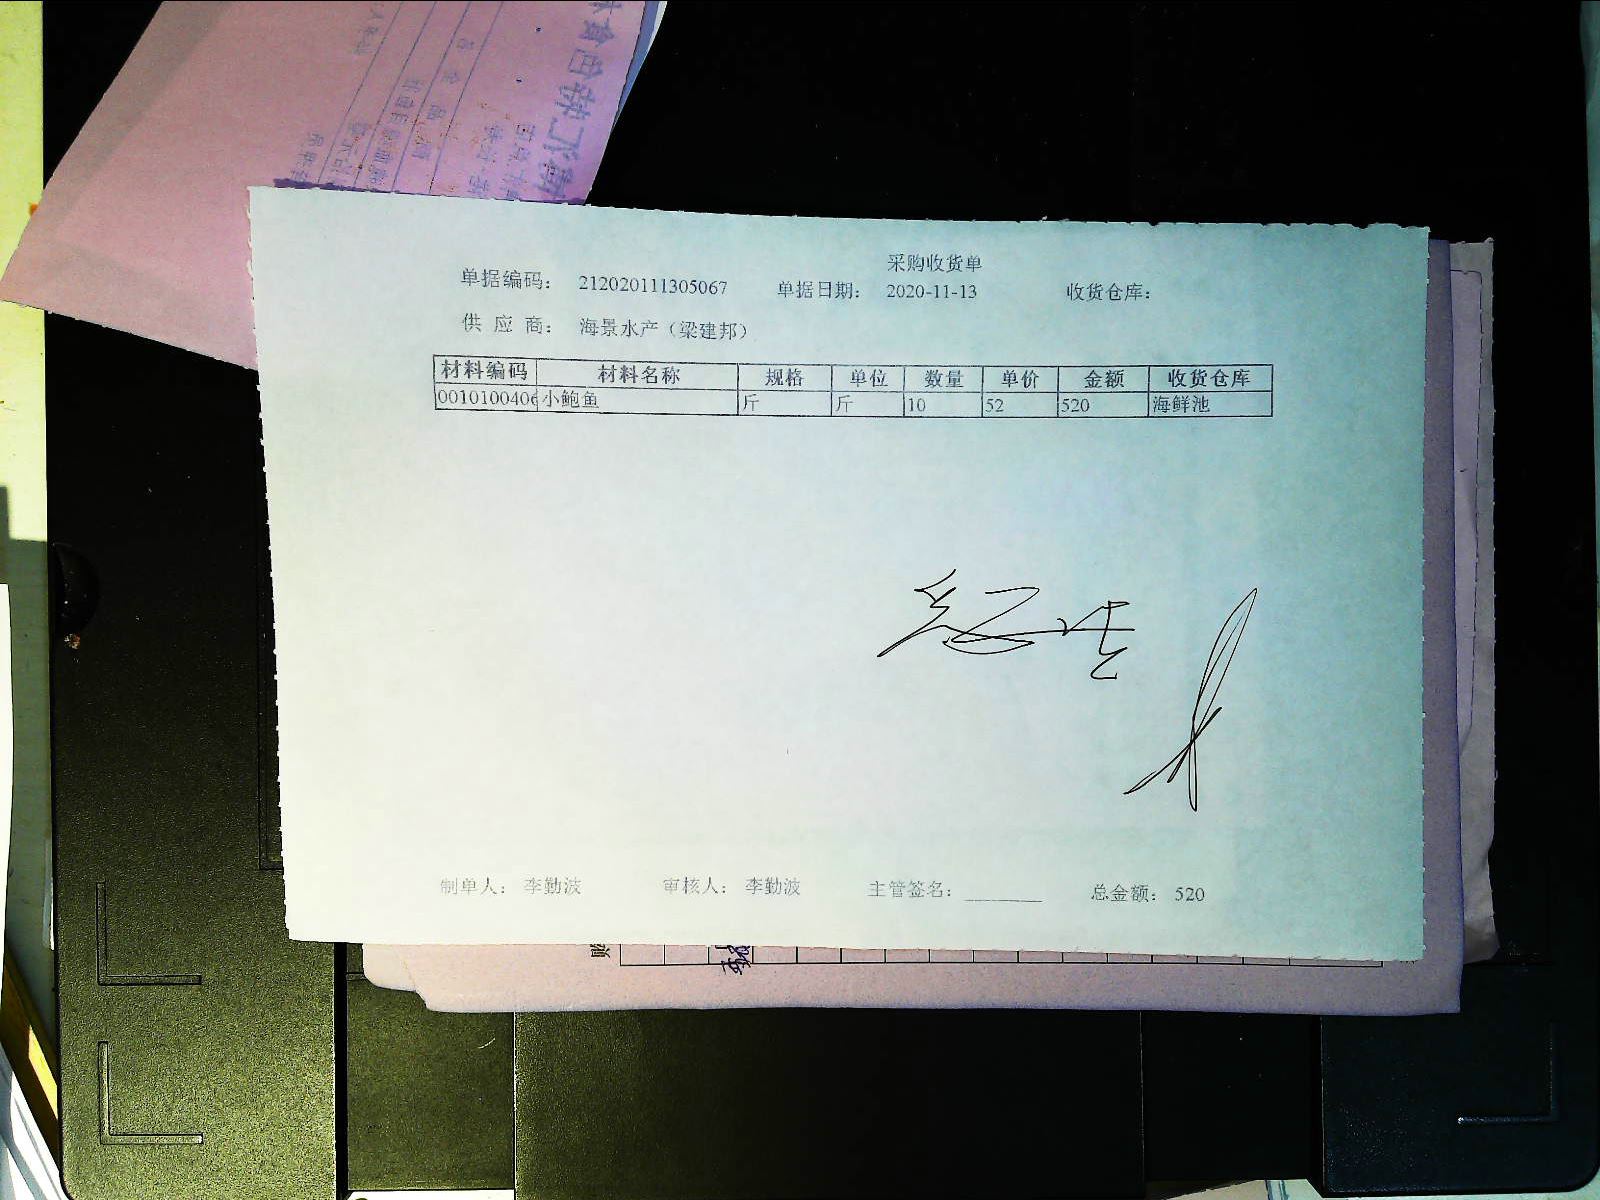 采购收货单
单据编码： 212020111305067 单据日期： 2020-11-13 收货仓库：
供 应 商： 海景水产（梁建邦）
材料编码 材料名称 规格 单位 数量 单价 金额 收货仓库
0010100406 小鲍鱼 斤 斤 10 52 520 海鲜池
制单人： 李勤波 审核人： 李勤波 主管签名：______ 总金额： 520